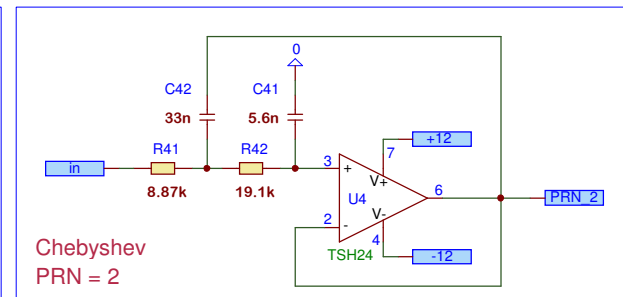 0
C42
C41
33n
5.6n
R41
R42
in
8.87k
19.1k
3
+
7
+12
V+
U4
6
PRN_2
2
-
V-
4
-12
TSH24
Chebyshev
PRN = 2